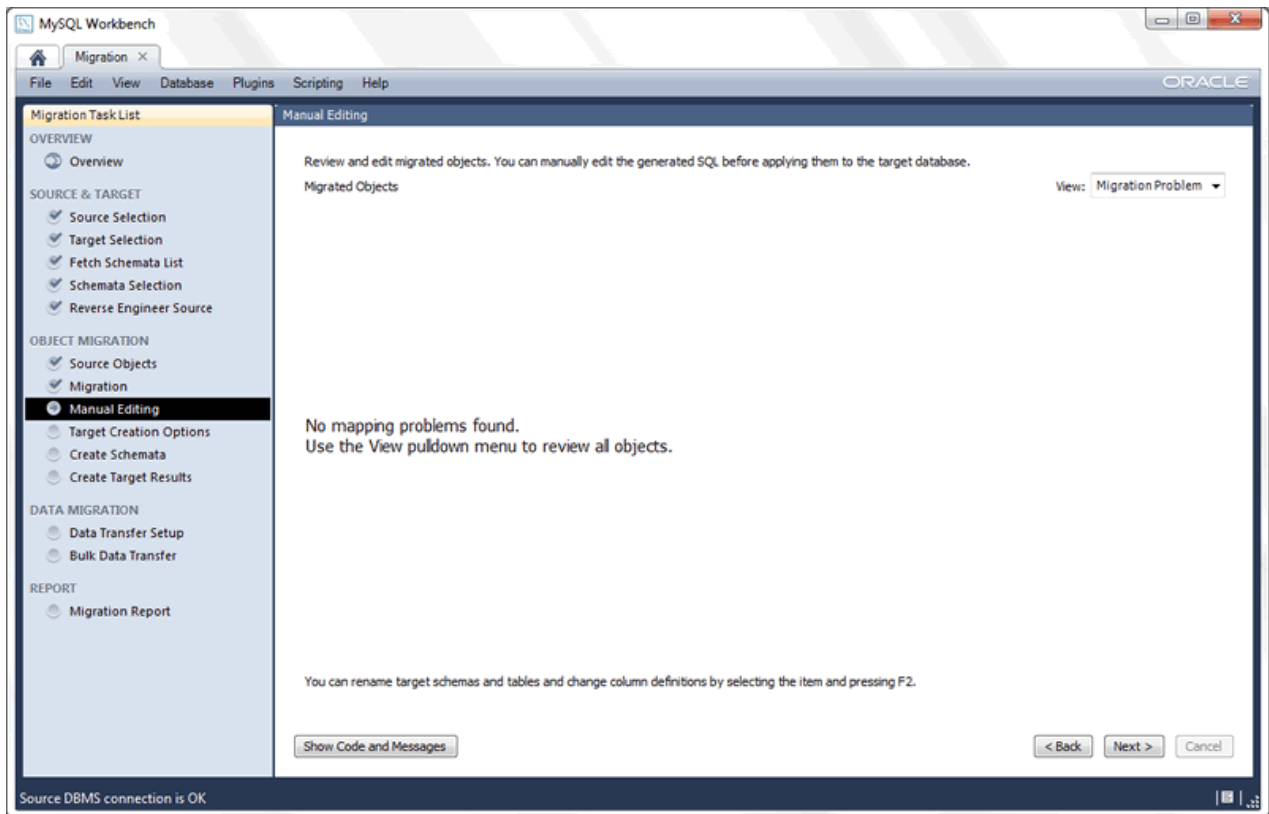 MySQL Workbench
Migration
File Edit View Database Plugins Scripting Help
ORACLE
Migration Task List
OVERVIEW
Overview
SOURCE & TARGET
Source Selection
Target Selection
Fetch Schemata List
Schemata Selection
Reverse Engineer Source
OBJECT MIGRATION
Source Objects
Migration
Manual Editing
Target Creation Options
Create Schemata
Create Target Results
DATA MIGRATION
Data Transfer Setup
Bulk Data Transfer
REPORT
Migration Report
Manual Editing
Review and edit migrated objects. You can manually edit the generated SQL before applying them to the target database.
Migrated Objects
View: Migration Problem
No mapping problems found.
Use the View pulldown menu to review all objects.
You can rename target schemas and tables and change column definitions by selecting the item and pressing F2.
Show Code and Messages
< Back Next > Cancel
Source DBMS connection is OK